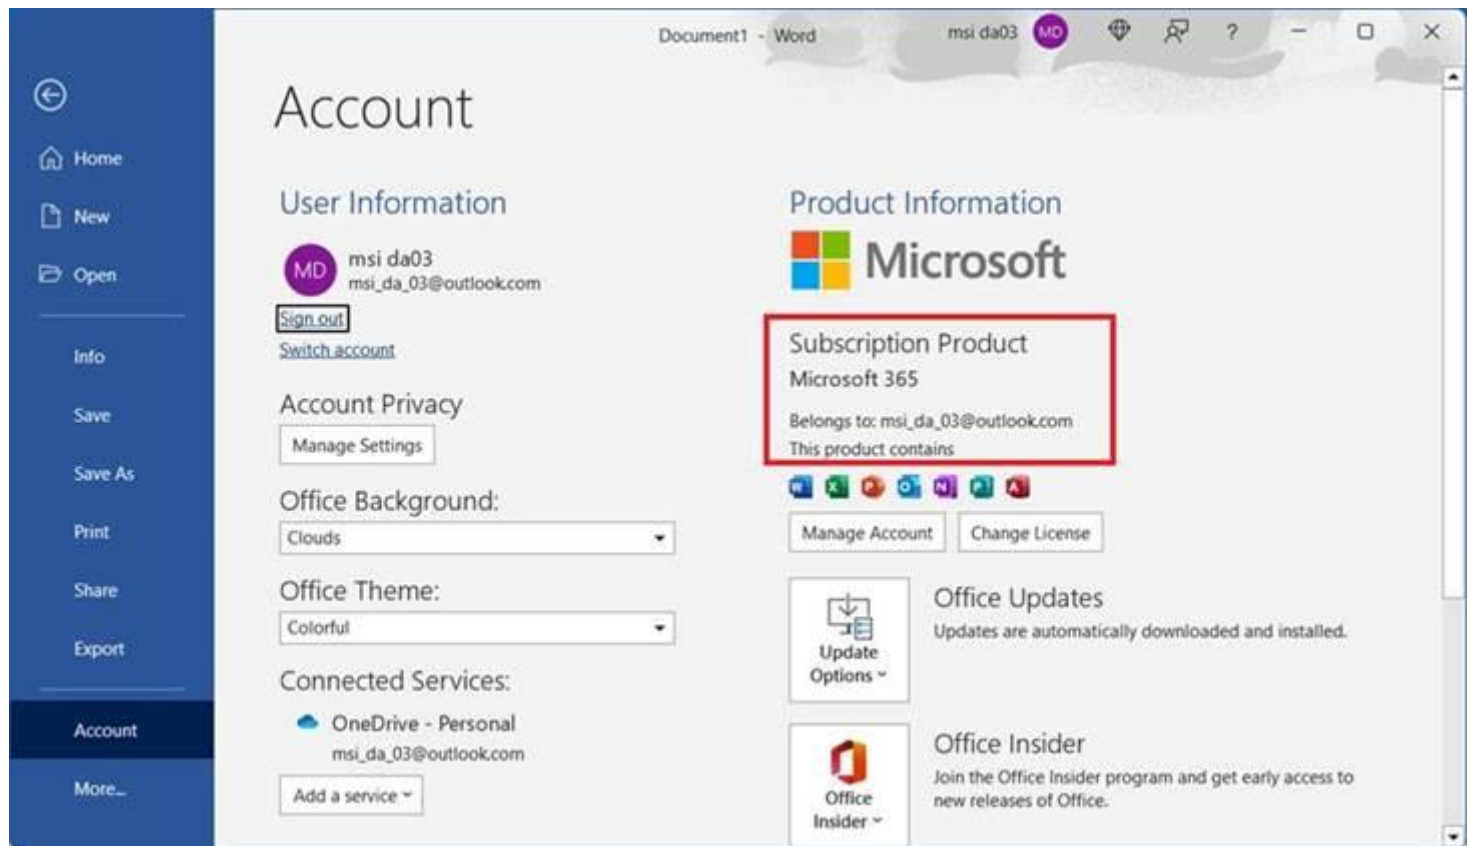 Document1 - Word
msi da03
MD
?
Account
Home
New
Open
Info
Save
Save As
Print
Share
Export
Account
More...
User Information
MD
msi da03
msi_da_03@outlook.com
Sign out
Switch account
Account Privacy
Manage Settings
Office Background:
Clouds
Office Theme:
Colorful
Connected Services:
OneDrive - Personal
msi_da_03@outlook.com
Add a service
Product Information
Microsoft
Subscription Product
Microsoft 365
Belongs to: msi_da_03@outlook.com
This product contains
W X P O N P A
Manage Account
Change License
Update
Options
Office Updates
Updates are automatically downloaded and installed.
Office
Insider
Office Insider
Join the Office Insider program and get early access to
new releases of Office.